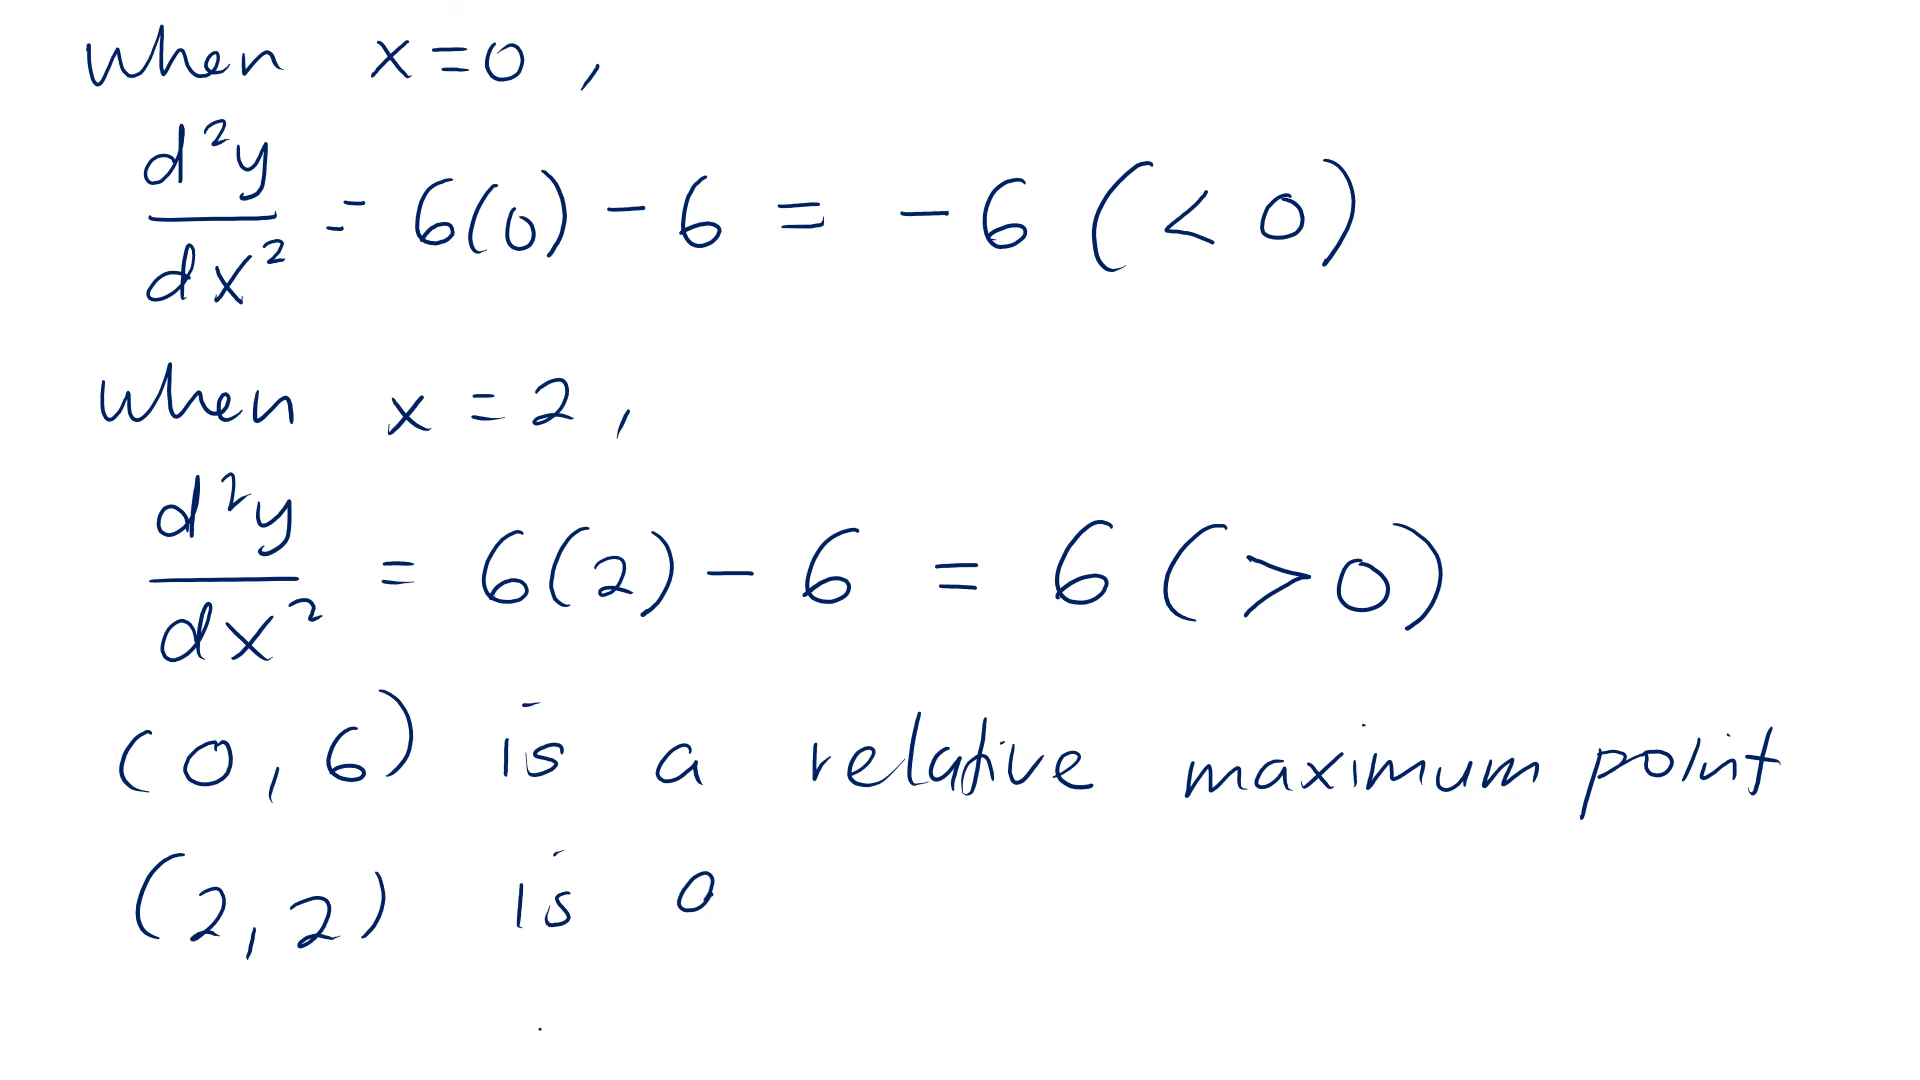 when x=0,
d²y/dx² = 6(0) - 6 = -6 (< 0)
when x = 2,
d²y/dx² = 6(2) - 6 = 6 (>0)
(0,6) is a relative maximum point
(2,2) is